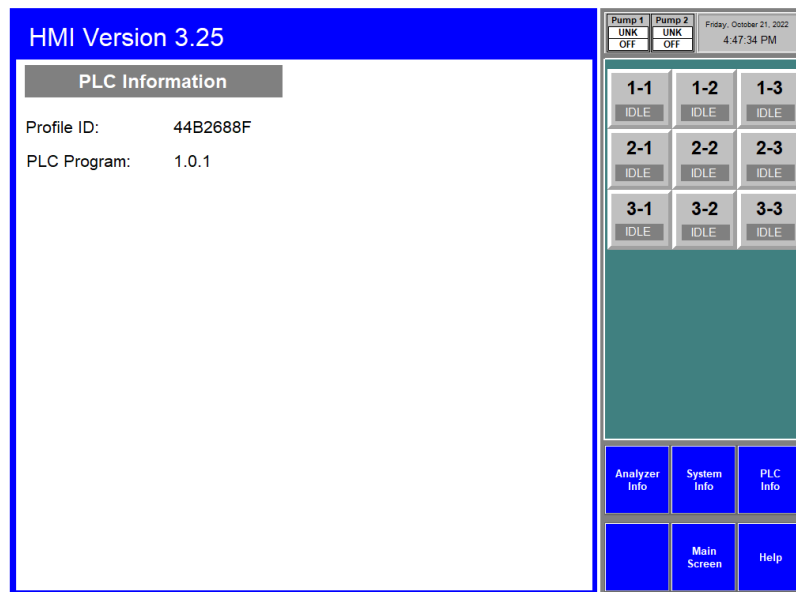 HMI Version 3.25
PLC Information
Profile ID: 44B2688F
PLC Program: 1.0.1
Pump 1 Pump 2
UNK UNK
OFF OFF
Friday, October 21, 2022
4:47:34 PM
1-1 1-2 1-3
IDLE IDLE IDLE
2-1 2-2 2-3
IDLE IDLE IDLE
3-1 3-2 3-3
IDLE IDLE IDLE
Analyzer System PLC
Info Info Info
Main
Screen
Help